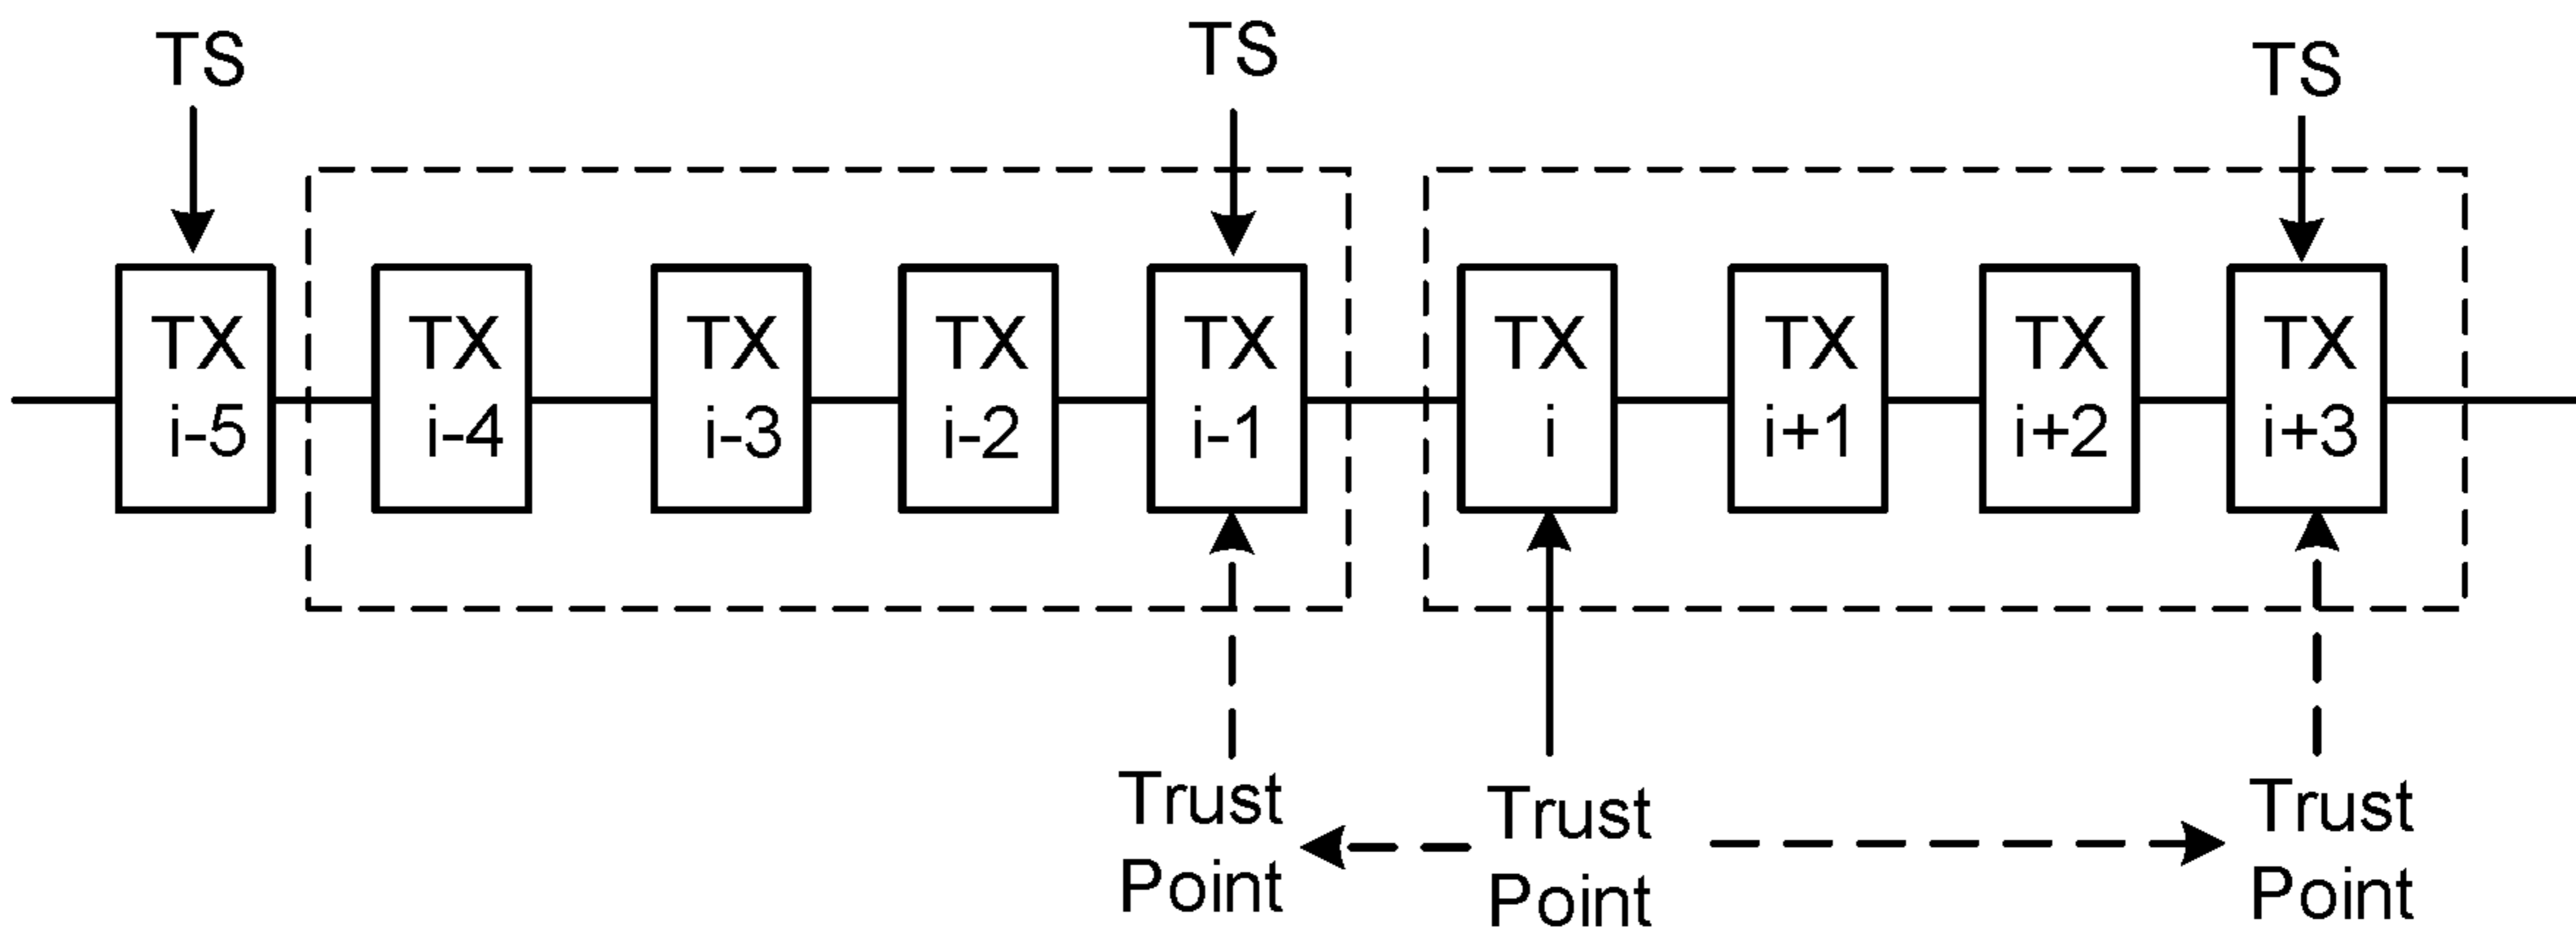 TS
TS
TS
TX
i-5
TX
i-4
TX
i-3
TX
i-2
TX
i-1
TX
i
TX
i+1
TX
i+2
TX
i+3
Trust
Point
Trust
Point
Trust
Point